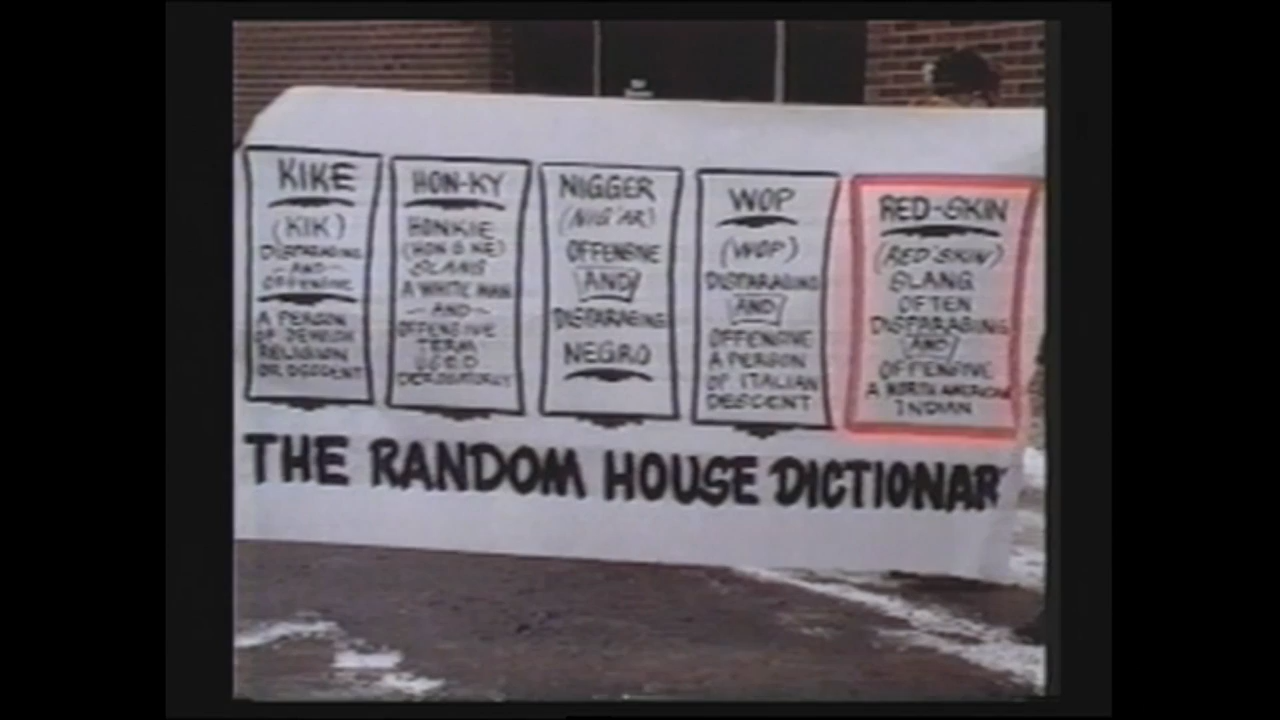 KIKE
(KIK)
DISPARAGING
-AND-
OFFENSIVE
A PERSON
OF JEWISH
RELIGION
OR DESCENT
HON-KY
HONKIE
(HON G KE)
SLANG
A WHITE MAN
-AND-
OFFENSIVE
TERM
USED
DEROGATORILY
NIGGER
(NIG'AR)
OFFENSIVE
AND
DISPARAGING
NEGRO
WOP
(WOP)
DISPARAGING
AND
OFFENSIVE
A PERSON
OF ITALIAN
DESCENT
RED-SKIN
(RED'SKIN)
SLANG
OFTEN
DISPARAGING
AND
OFFENSIVE
A NORTH AMERICAN
INDIAN
THE RANDOM HOUSE DICTIONAR